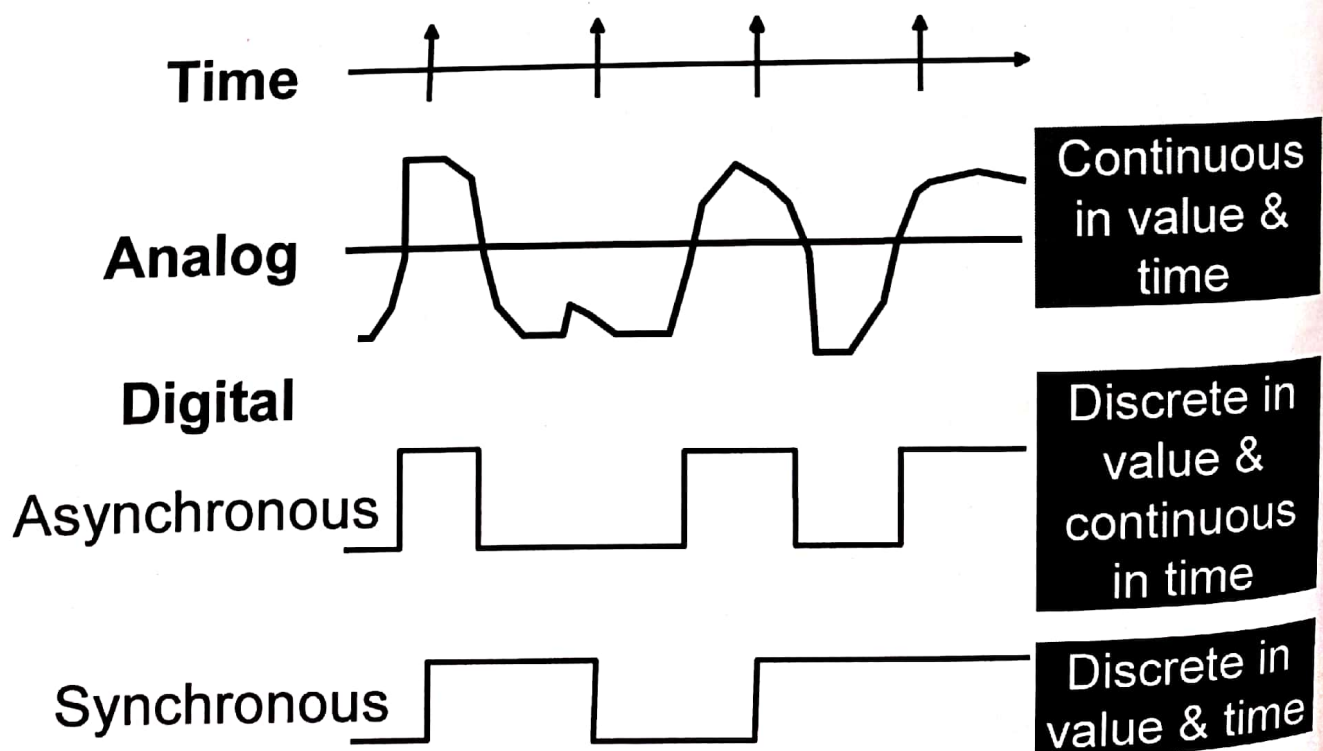 Time
Analog
Continuous
in value &
time
Digital
Asynchronous
Discrete in
value &
continuous
in time
Synchronous
Discrete in
value & time